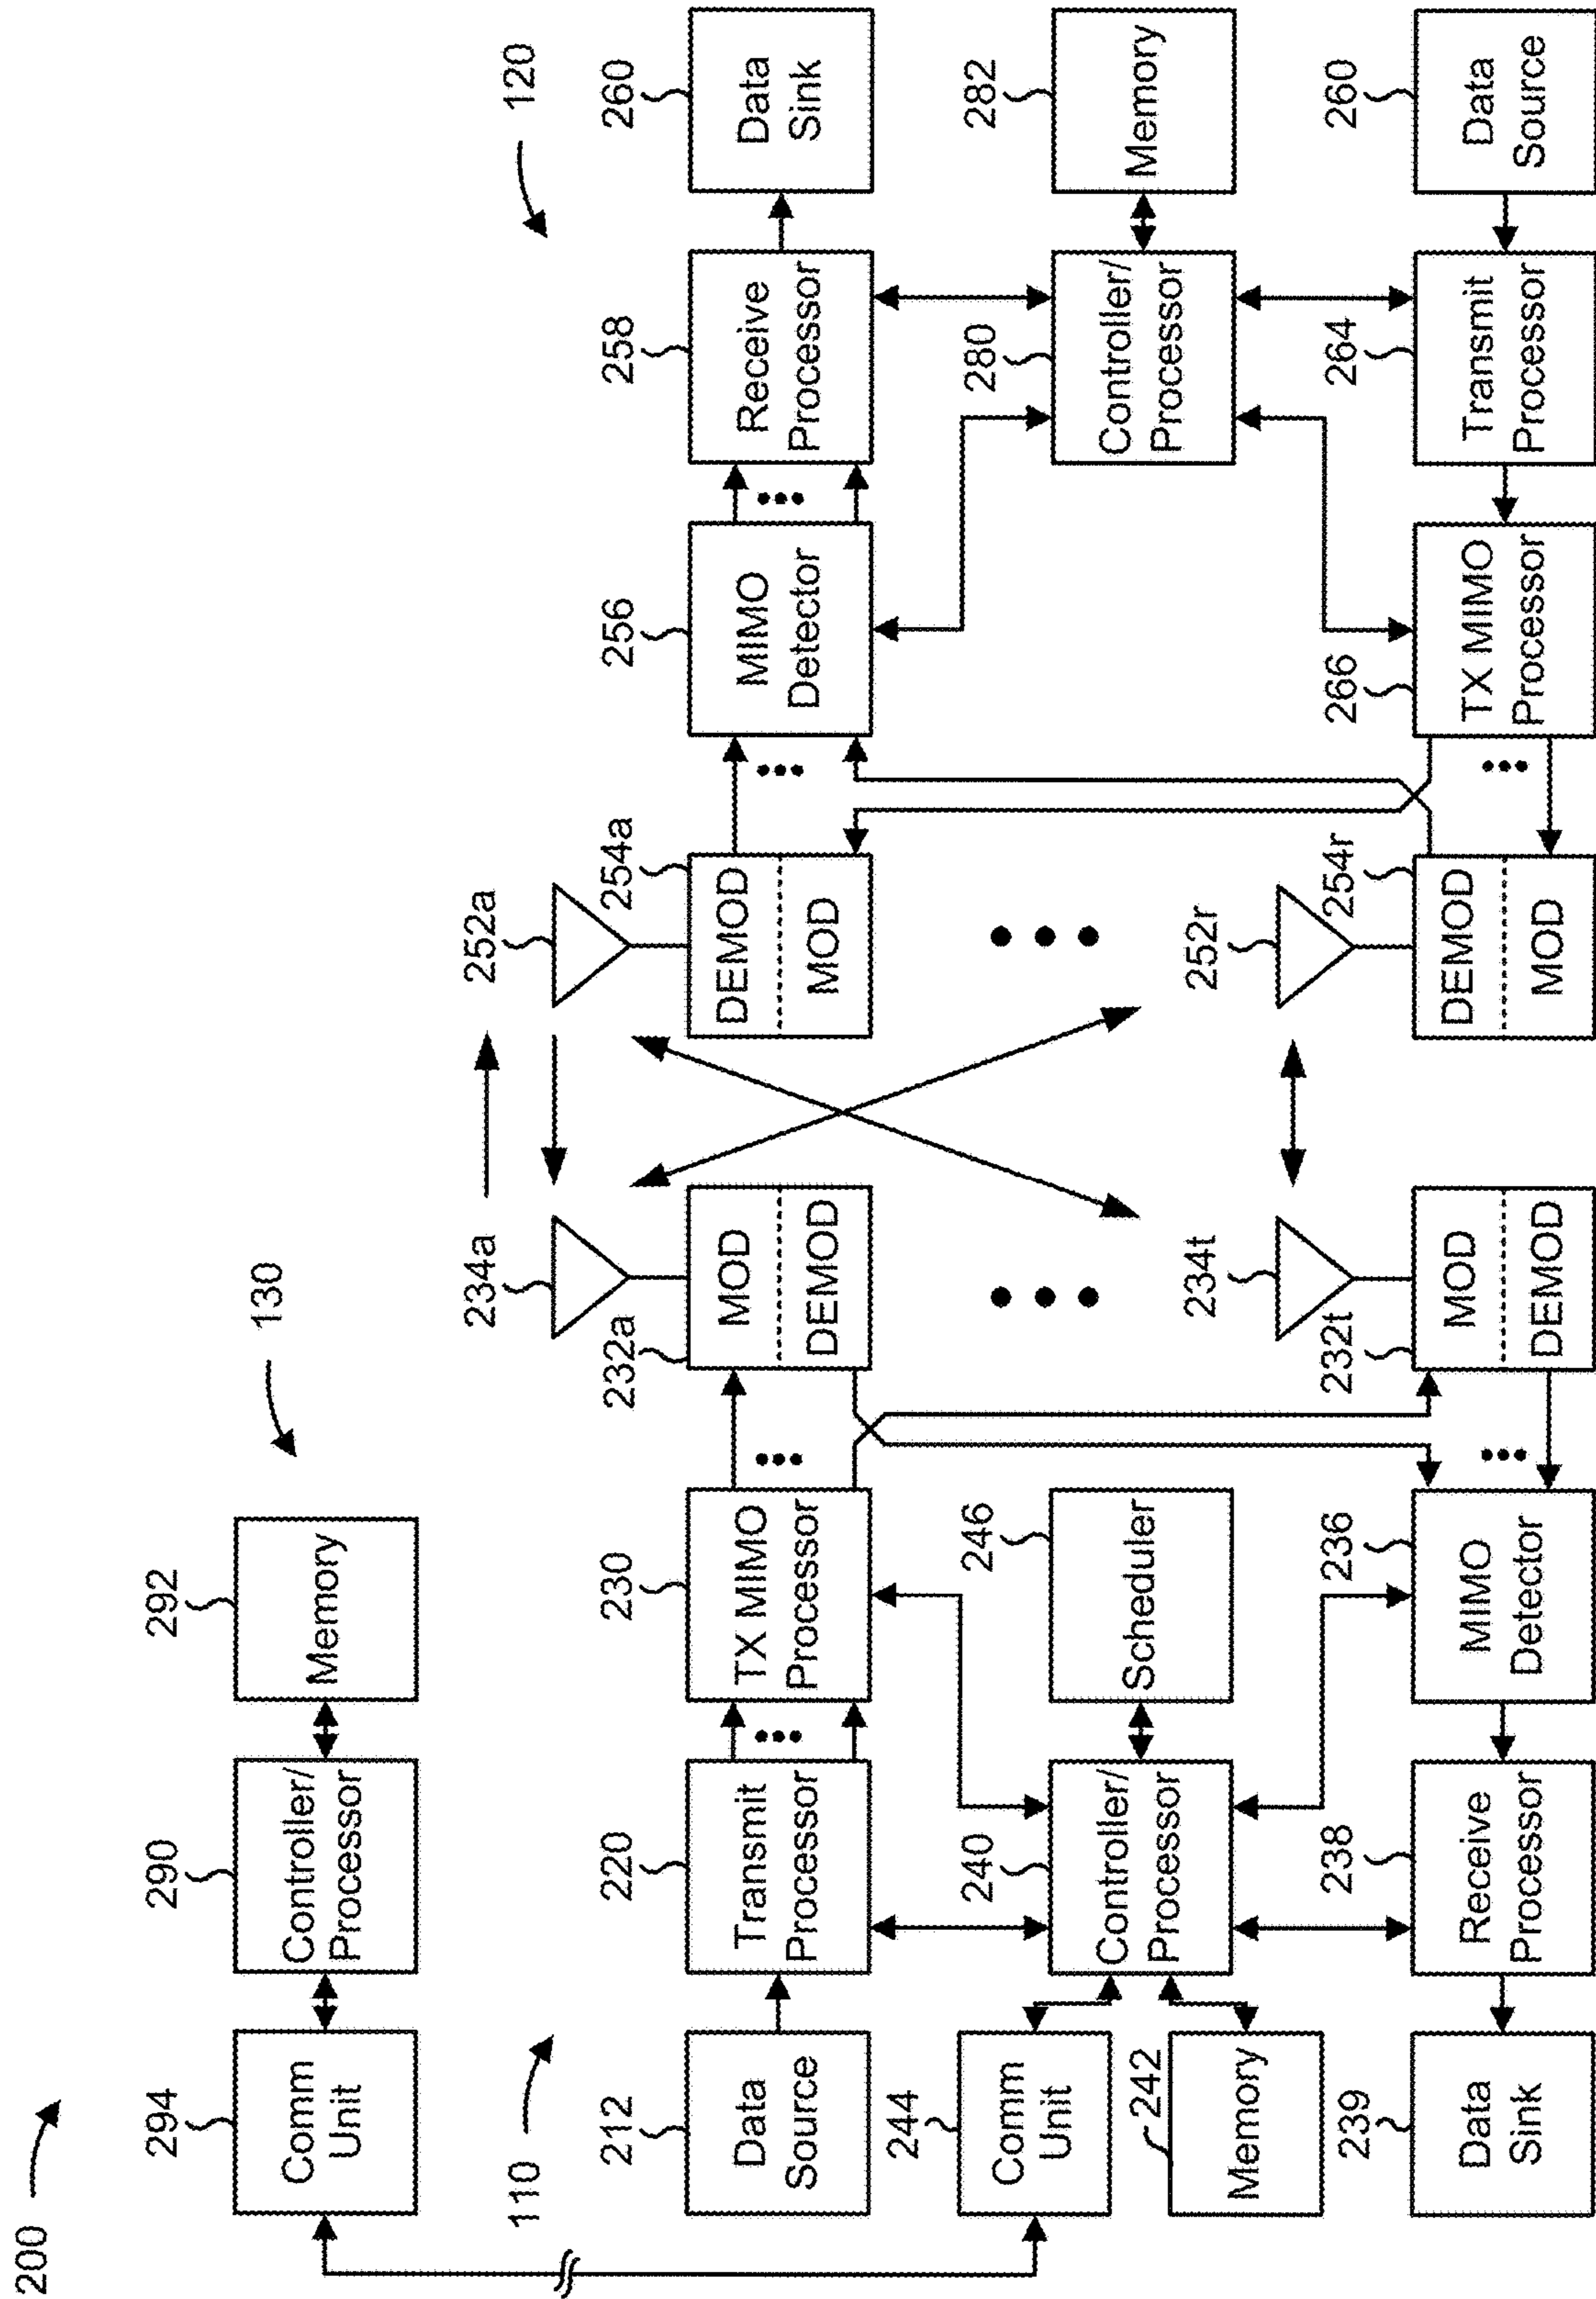 200
294
Comm
Unit
290
Controller/
Processor
292
Memory
130
110
212
Data
Source
220
Transmit
Processor
230
TX MIMO
Processor
232a
MOD
DEMOD
234a
252a
254a
DEMOD
MOD
256
MIMO
Detector
258
Receive
Processor
260
Data
Sink
120
244
Comm
Unit
242
Memory
240
Controller/
Processor
246
Scheduler
280
Controller/
Processor
282
Memory
239
Data
Sink
238
Receive
Processor
236
MIMO
Detector
232t
MOD
DEMOD
234t
252r
254r
DEMOD
MOD
266
TX MIMO
Processor
264
Transmit
Processor
260
Data
Source